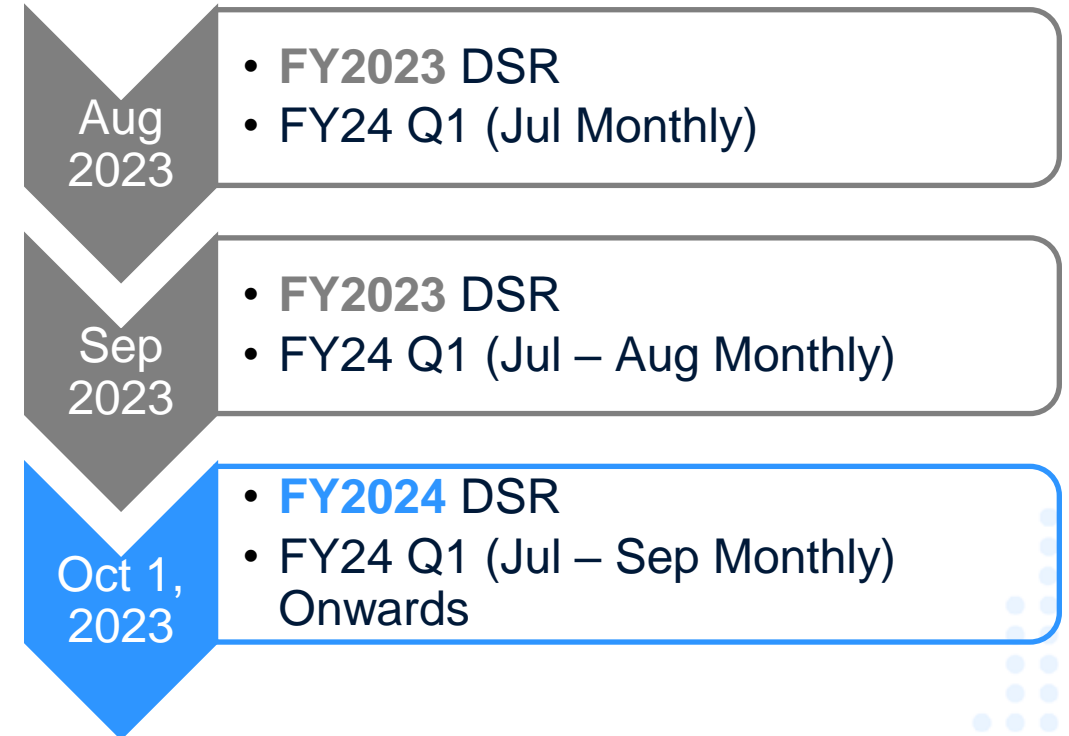 Aug
2023
• FY2023 DSR
• FY24 Q1 (Jul Monthly)
Sep
2023
• FY2023 DSR
• FY24 Q1 (Jul – Aug Monthly)
Oct 1,
2023
• FY2024 DSR
• FY24 Q1 (Jul – Sep Monthly)
Onwards